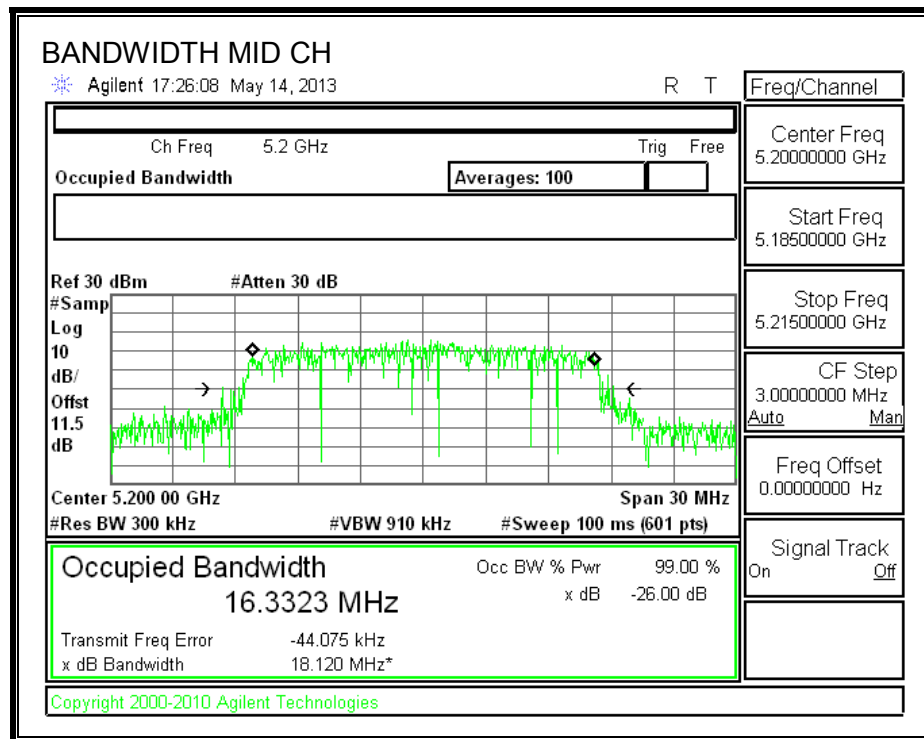 BANDWIDTH MID CH
Agilent 17:26:08 May 14, 2013 R T
Freq/Channel
Ch Freq 5.2 GHz Trig Free
Occupied Bandwidth Averages: 100
Center Freq
5.20000000 GHz
Start Freq
5.18500000 GHz
Stop Freq
5.21500000 GHz
CF Step
3.00000000 MHz
Auto Man
Freq Offset
0.00000000 Hz
Signal Track
On Off
Ref 30 dBm #Atten 30 dB
#Samp
Log
10
dB/
Offst
11.5
dB
Center 5.200 00 GHz Span 30 MHz
#Res BW 300 kHz #VBW 910 kHz #Sweep 100 ms (601 pts)
Occupied Bandwidth Occ BW % Pwr 99.00 %
16.3323 MHz x dB -26.00 dB
Transmit Freq Error -44.075 kHz
x dB Bandwidth 18.120 MHz*
Copyright 2000-2010 Agilent Technologies